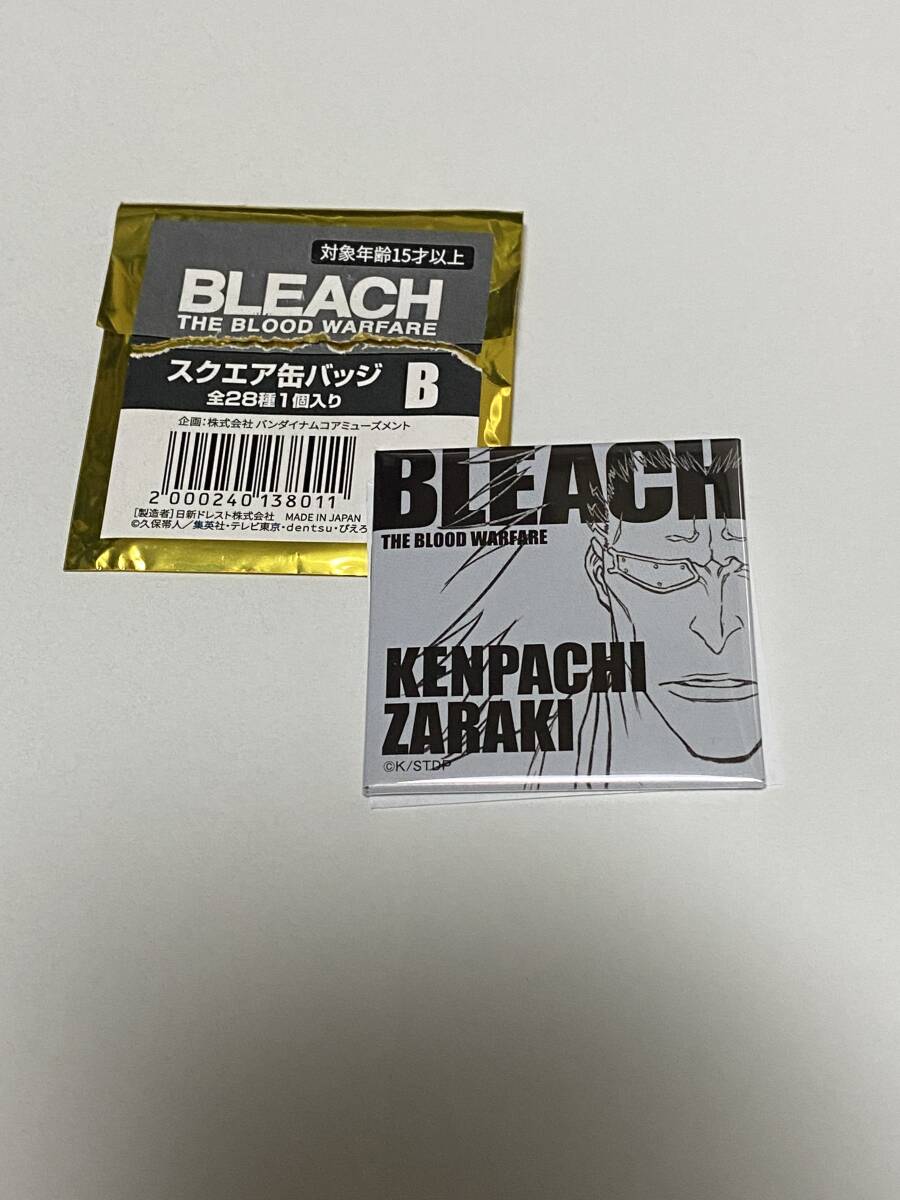 対象年齢15才以上
BLEACH
THE BLOOD WARFARE
スクエア缶バッジ B
全28種1個入り
企画:株式会社 バンダイナムコアミューズメント
2 000240 138011
[製造者]日新ドレスト株式会社 MADE IN JAPAN
©久保帯人/集英社・テレビ東京・dentsu・ぴえろ
BLEACH
THE BLOOD WARFARE
KENPACHI
ZARAKI
©K/STDP